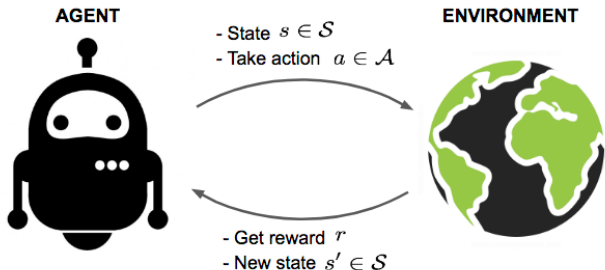 AGENT
ENVIRONMENT
- State s ∈ 𝒮
- Take action a ∈ 𝒜
- Get reward r
- New state s′ ∈ 𝒮